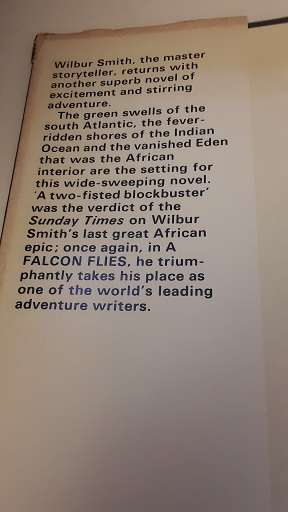 Wilbur Smith, the master
storyteller, returns with
another superb novel of
excitement and stirring
adventure.
The green swells of the
south Atlantic, the fever-
ridden shores of the Indian
Ocean and the vanished Eden
that was the African
interior are the setting for
this wide-sweeping novel.
'A two-fisted blockbuster'
was the verdict of the
Sunday Times on Wilbur
Smith's last great African
epic; once again, in A
FALCON FLIES, he trium-
phantly takes his place as
one of the world's leading
adventure writers.